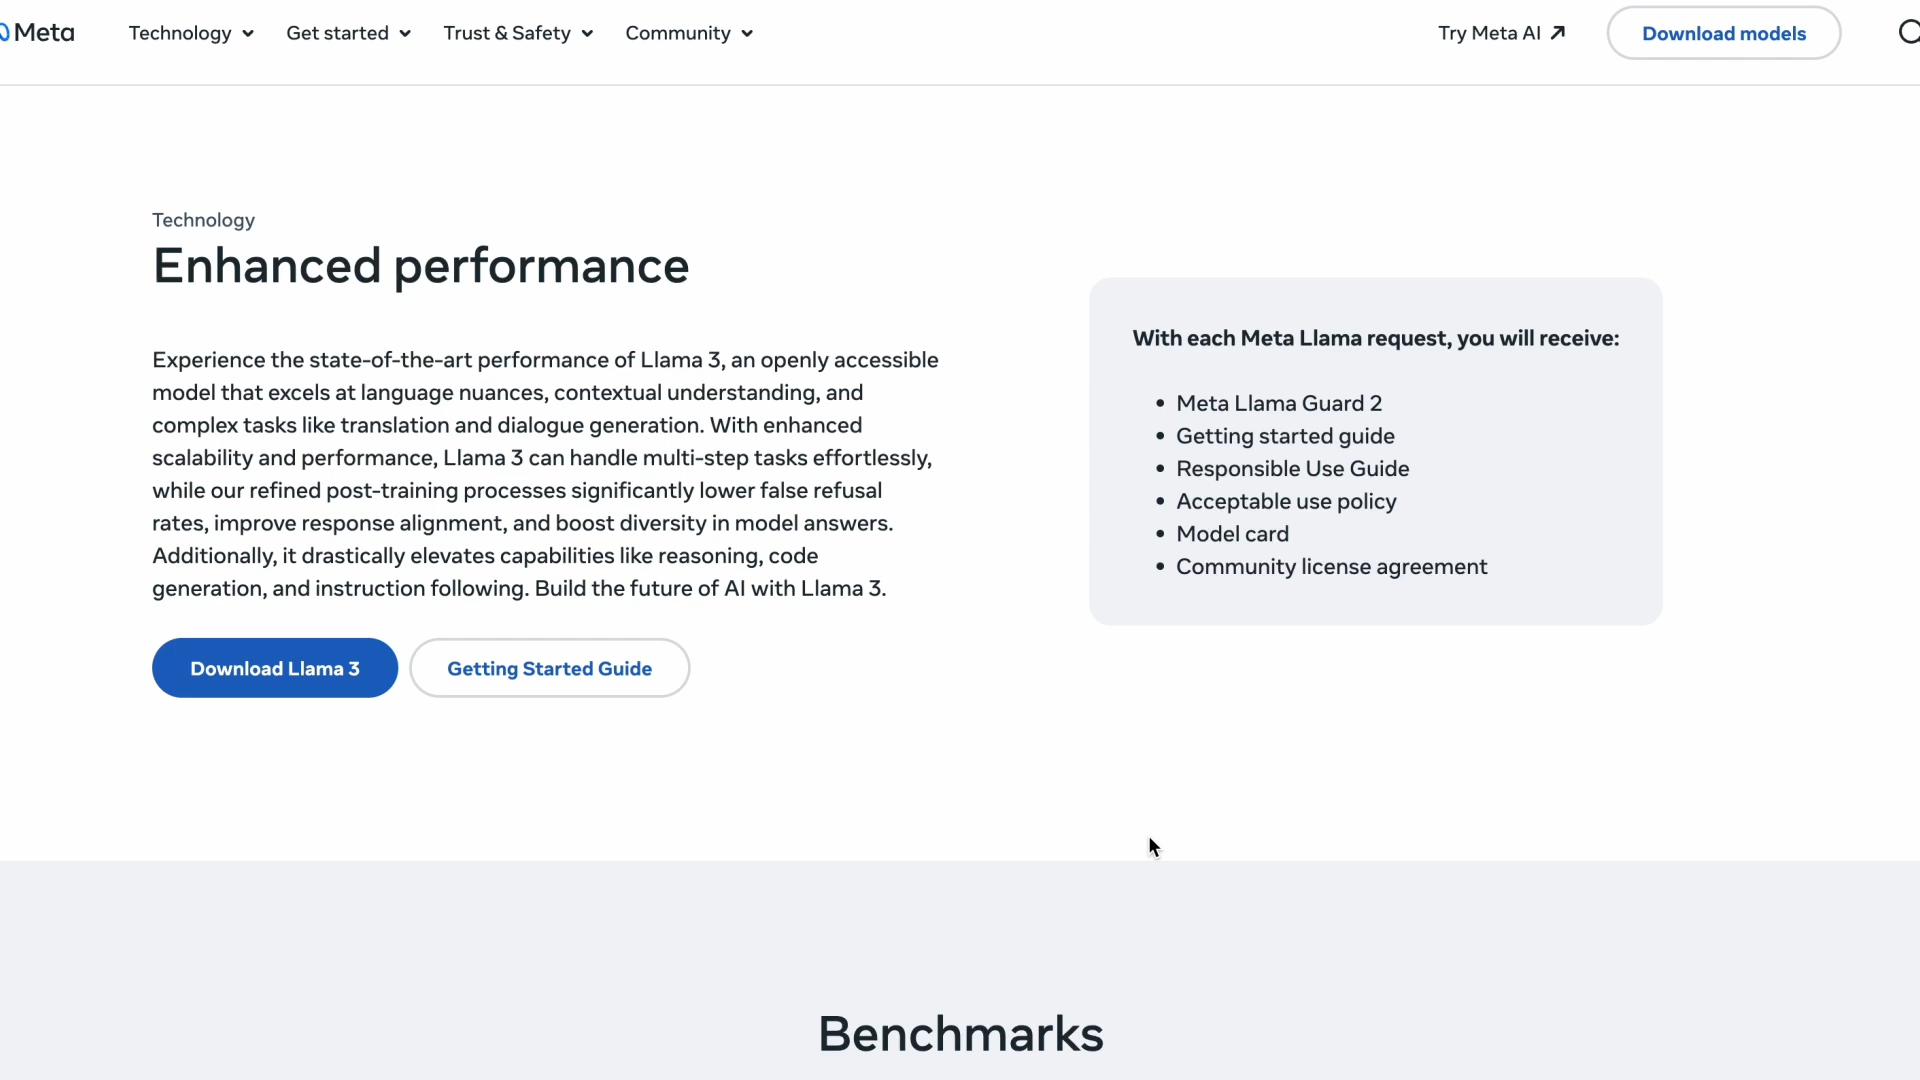 Meta
Technology
Get started
Trust & Safety
Community
Try Meta AI
Download models
Technology
Enhanced performance
Experience the state-of-the-art performance of Llama 3, an openly accessible
model that excels at language nuances, contextual understanding, and
complex tasks like translation and dialogue generation. With enhanced
scalability and performance, Llama 3 can handle multi-step tasks effortlessly,
while our refined post-training processes significantly lower false refusal
rates, improve response alignment, and boost diversity in model answers.
Additionally, it drastically elevates capabilities like reasoning, code
generation, and instruction following. Build the future of AI with Llama 3.
Download Llama 3
Getting Started Guide
With each Meta Llama request, you will receive:
Meta Llama Guard 2
Getting started guide
Responsible Use Guide
Acceptable use policy
Model card
Community license agreement
Benchmarks